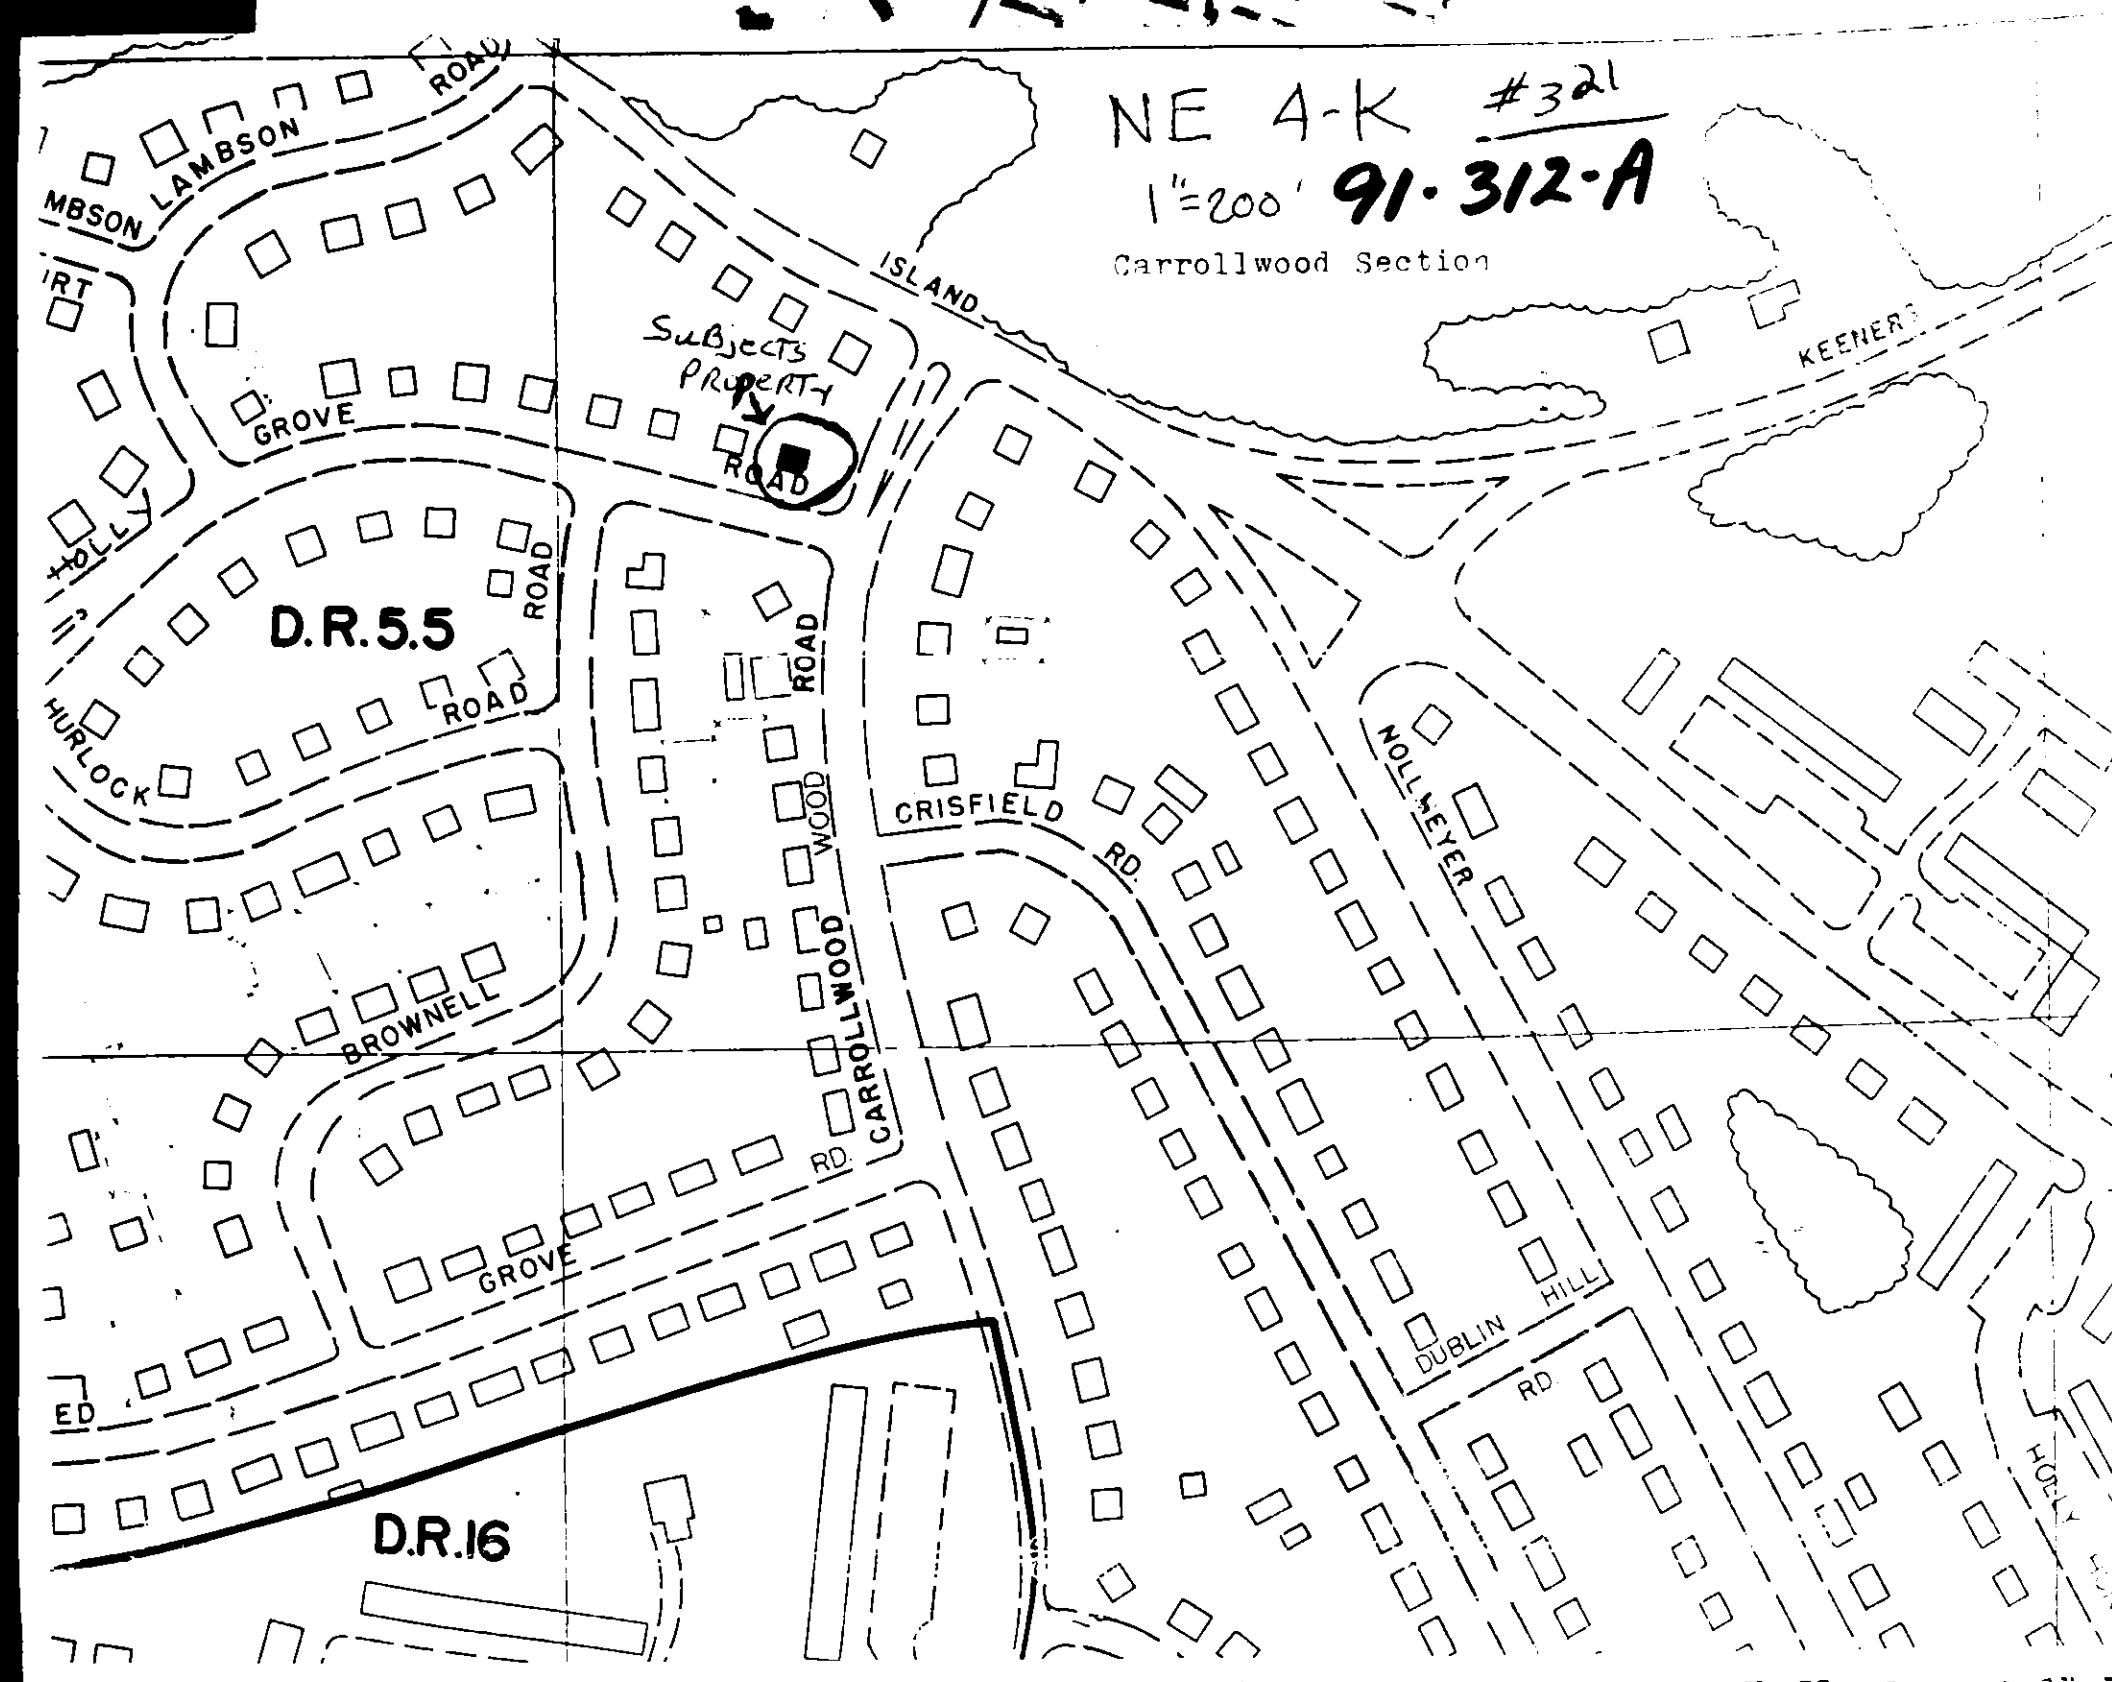 ROAD
NE 4-K #321
1"=200' 91-312-A
Carrollwood Section
LAMBSON
MBSON
ISLAND
KEENERS
SuBjecTs
PRopeRTY
GROVE
ROAD
HOLLY
ROAD
D.R.5.5
ROAD
ROAD
HURLOCK
NOLLMEYER
WOOD
CRISFIELD
RD.
CARROLLWOOD
BROWNELL
RD.
GROVE
DUBLIN HILL
RD.
ED
HOLLY
D.R.16